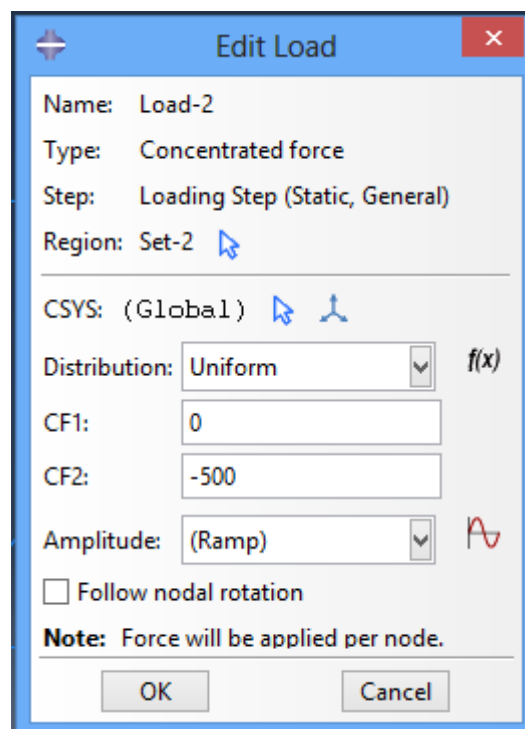 Edit Load
Name: Load-2
Type: Concentrated force
Step: Loading Step (Static, General)
Region: Set-2
CSYS: (Global)
Distribution: Uniform f(x)
CF1: 0
CF2: -500
Amplitude: (Ramp)
Follow nodal rotation
Note: Force will be applied per node.
OK Cancel